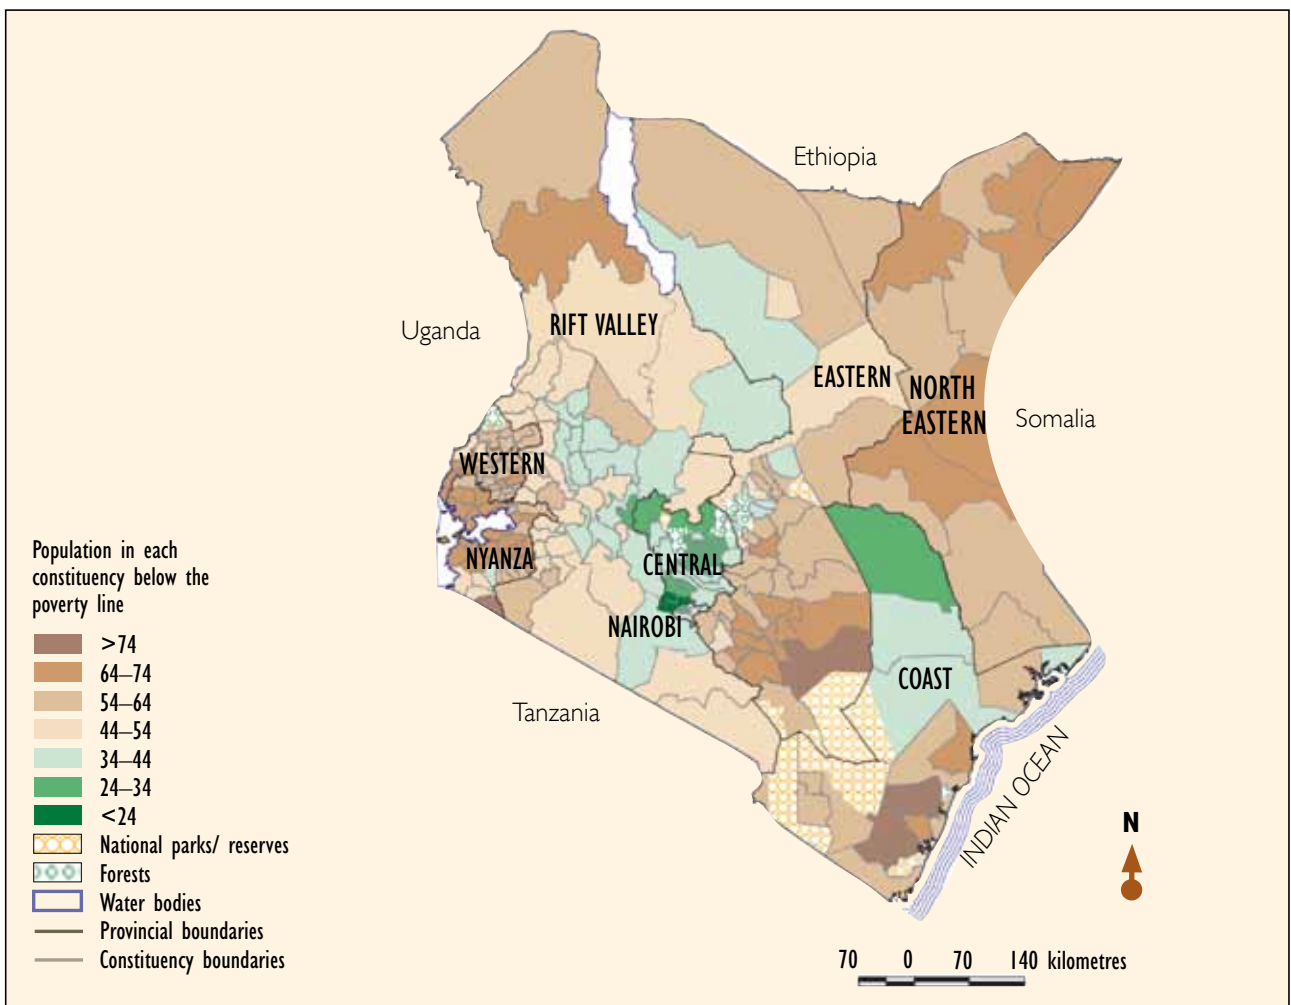 Ethiopia
Uganda
RIFT VALLEY
EASTERN
NORTH
EASTERN
Somalia
WESTERN
NYANZA
CENTRAL
NAIROBI
COAST
Tanzania
INDIAN OCEAN
Population in each
constituency below the
poverty line
>74
64–74
54–64
44–54
34–44
24–34
<24
National parks/ reserves
Forests
Water bodies
Provincial boundaries
Constituency boundaries
N
70 0 70 140 kilometres